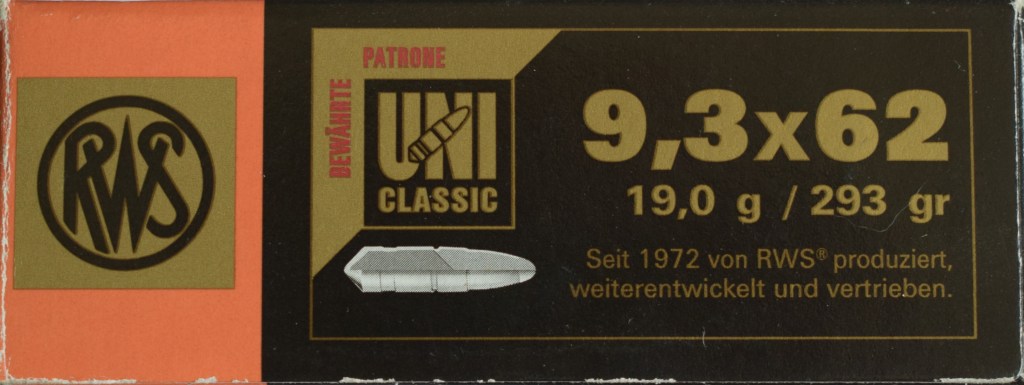 RWS
BEWÄHRTE
PATRONE
UNI
CLASSIC
9,3x62
19,0 g / 293 gr
Seit 1972 von RWS® produziert,
weiterentwickelt und vertrieben.